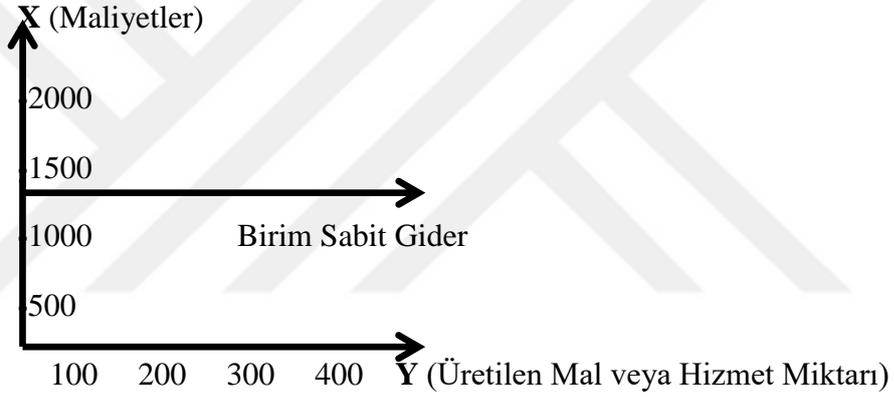 X (Maliyetler)
2000
1500
1000 Birim Sabit Gider
500
100 200 300 400 Y (Üretilen Mal veya Hizmet Miktarı)